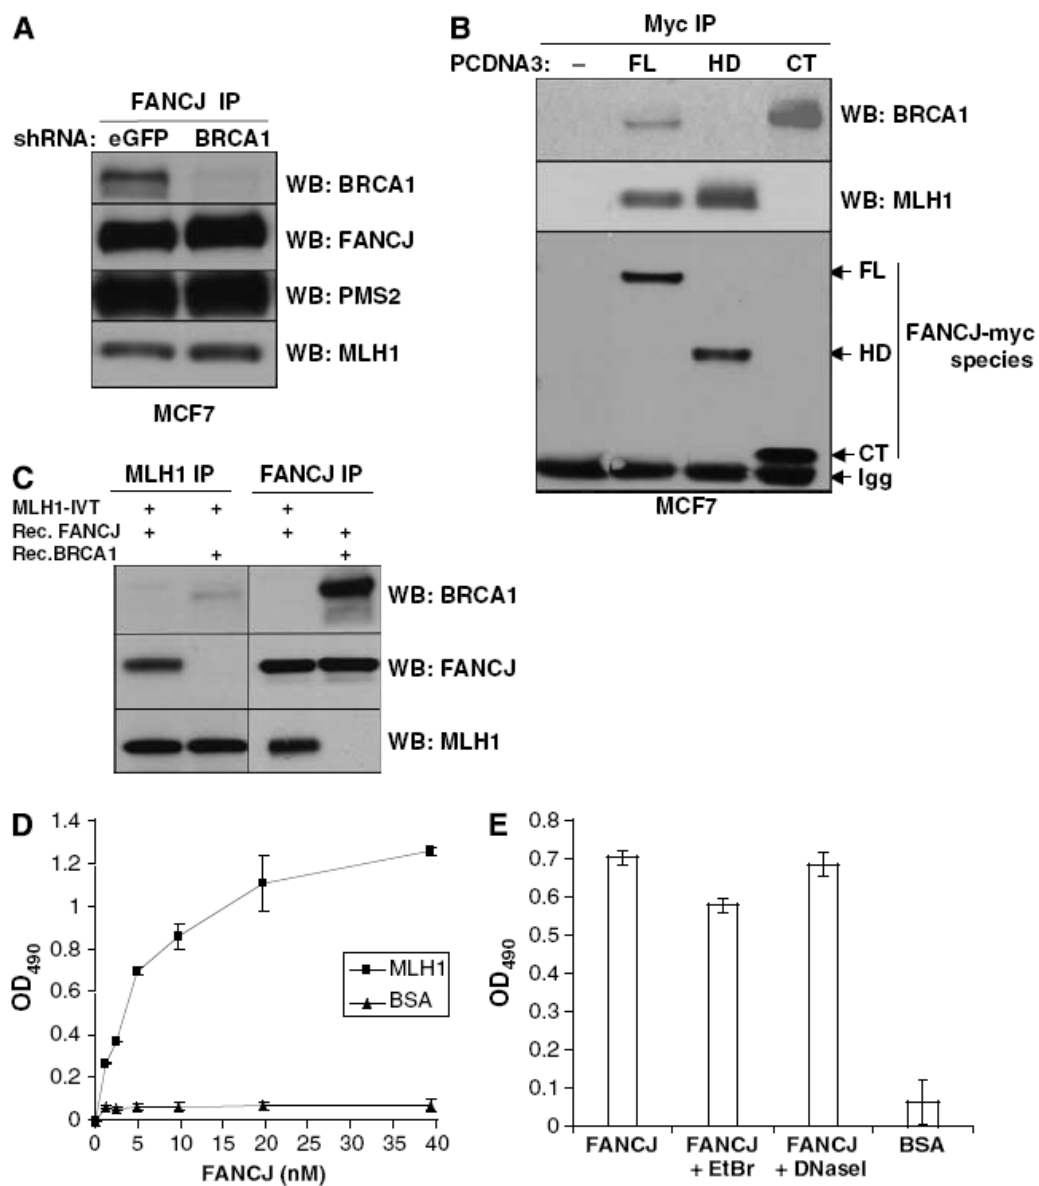 A
FANCJ IP
shRNA: eGFP BRCA1
WB: BRCA1
WB: FANCJ
WB: PMS2
WB: MLH1
MCF7
B
Myc IP
PCDNA3: – FL HD CT
WB: BRCA1
WB: MLH1
FL
HD
CT
Igg
FANCJ-myc
species
MCF7
C
MLH1 IP FANCJ IP
MLH1-IVT + + +
Rec. FANCJ + + +
Rec.BRCA1 + +
WB: BRCA1
WB: FANCJ
WB: MLH1
D
OD490
1.4
1.2
1
0.8
0.6
0.4
0.2
0
0 5 10 15 20 25 30 35 40
FANCJ (nM)
MLH1
BSA
E
OD490
0.8
0.7
0.6
0.5
0.4
0.3
0.2
0.1
0
FANCJ FANCJ FANCJ BSA
+ EtBr + DNaseI